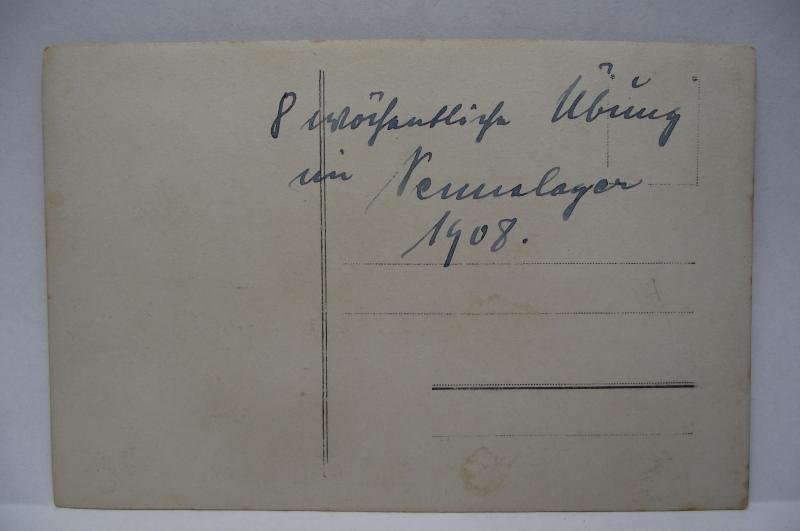 8 wöchentliche Übung
im Sennelager
1908.